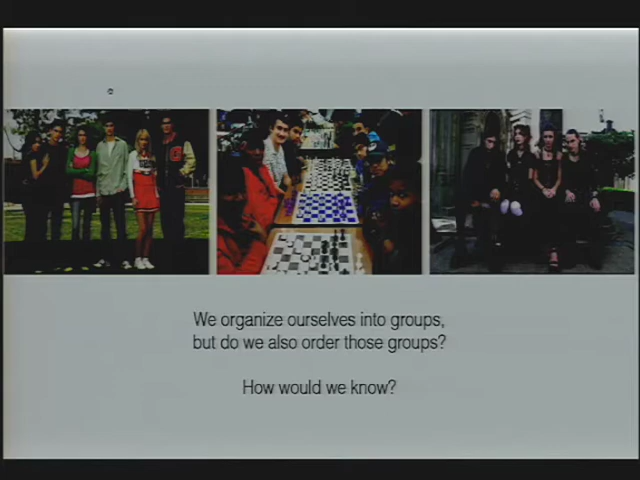 We organize ourselves into groups,
but do we also order those groups?
How would we know?